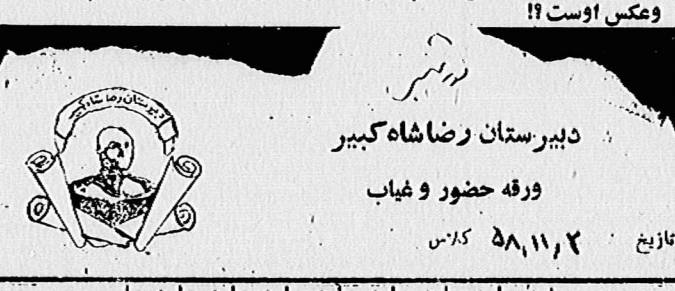 وعکس اوست ؟!
دبیرستان رضاشاه کبیر
دبیرستان رضاشاه کبیر
ورقه حضور و غیاب
تاریخ ۵۸,۱۱,۲ کلاس